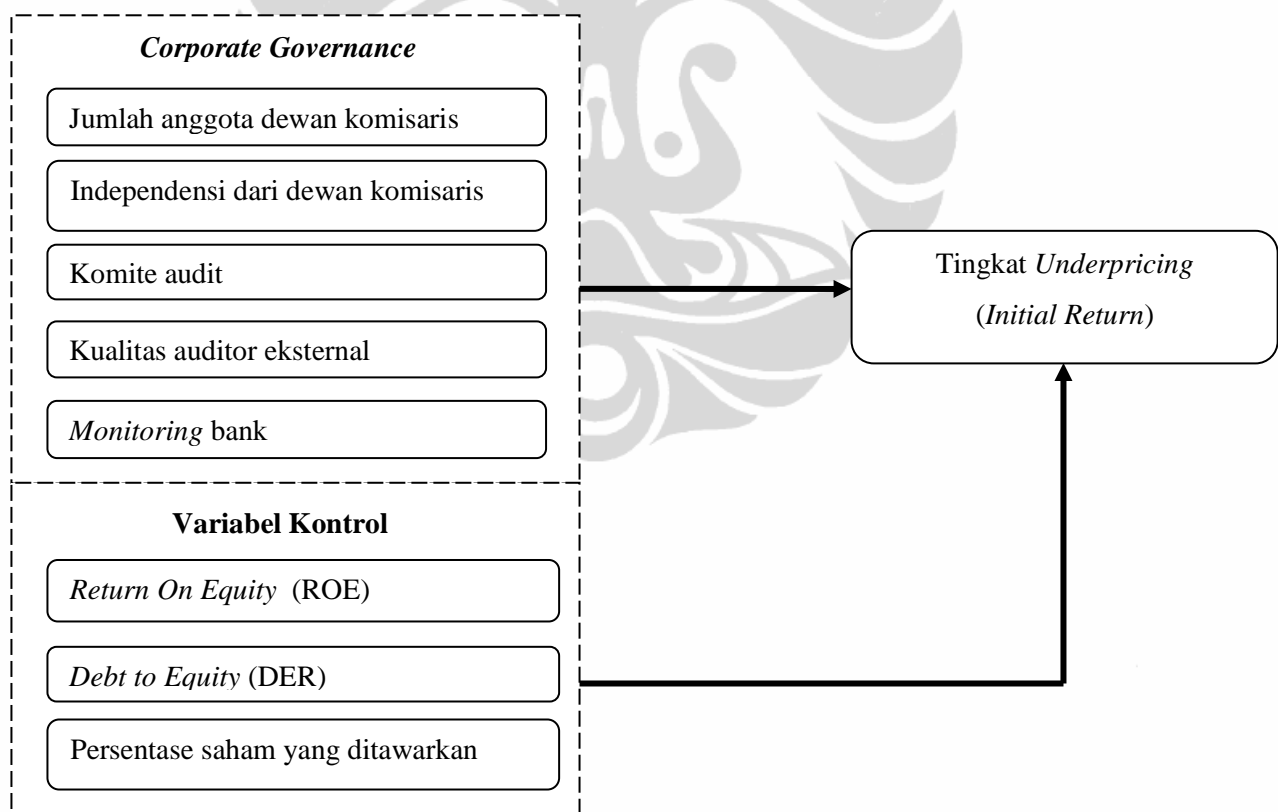 Corporate Governance
Jumlah anggota dewan komisaris
Independensi dari dewan komisaris
Komite audit
Kualitas auditor eksternal
Monitoring bank
Variabel Kontrol
Return On Equity (ROE)
Debt to Equity (DER)
Persentase saham yang ditawarkan
Tingkat Underpricing
(Initial Return)